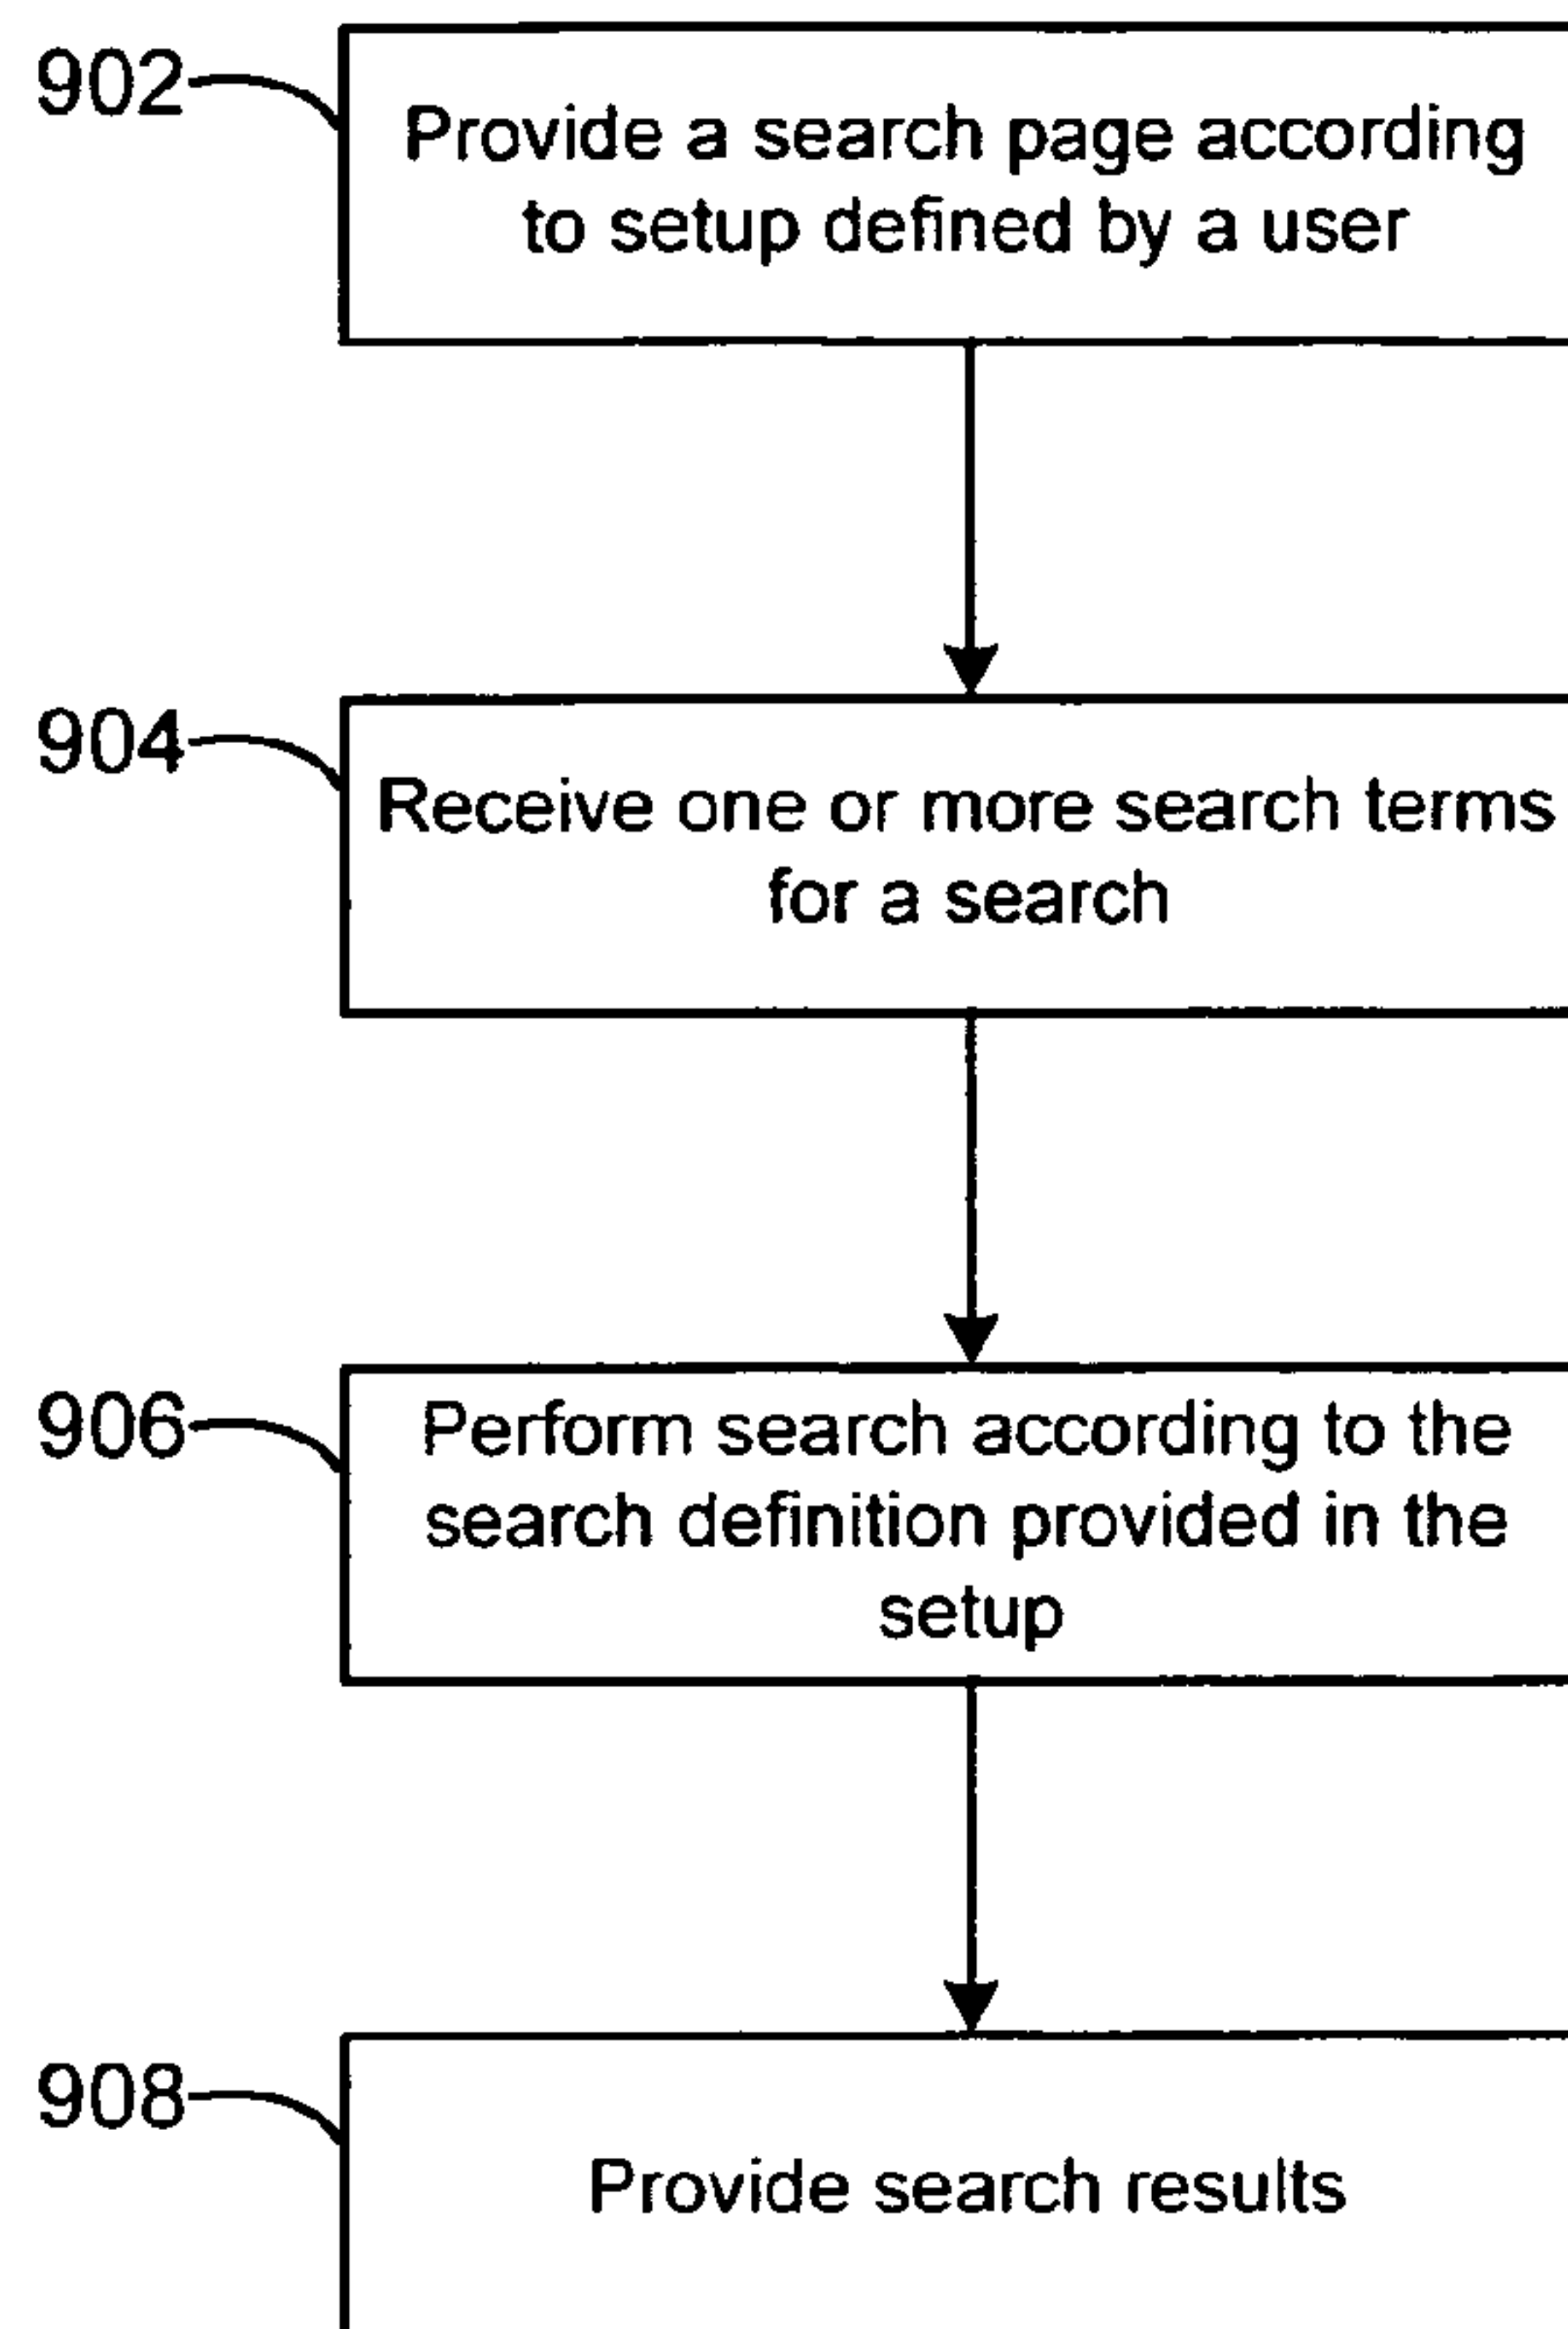 902
Provide a search page according
to setup defined by a user
904
Receive one or more search terms
for a search
906
Perform search according to the
search definition provided in the
setup
908
Provide search results